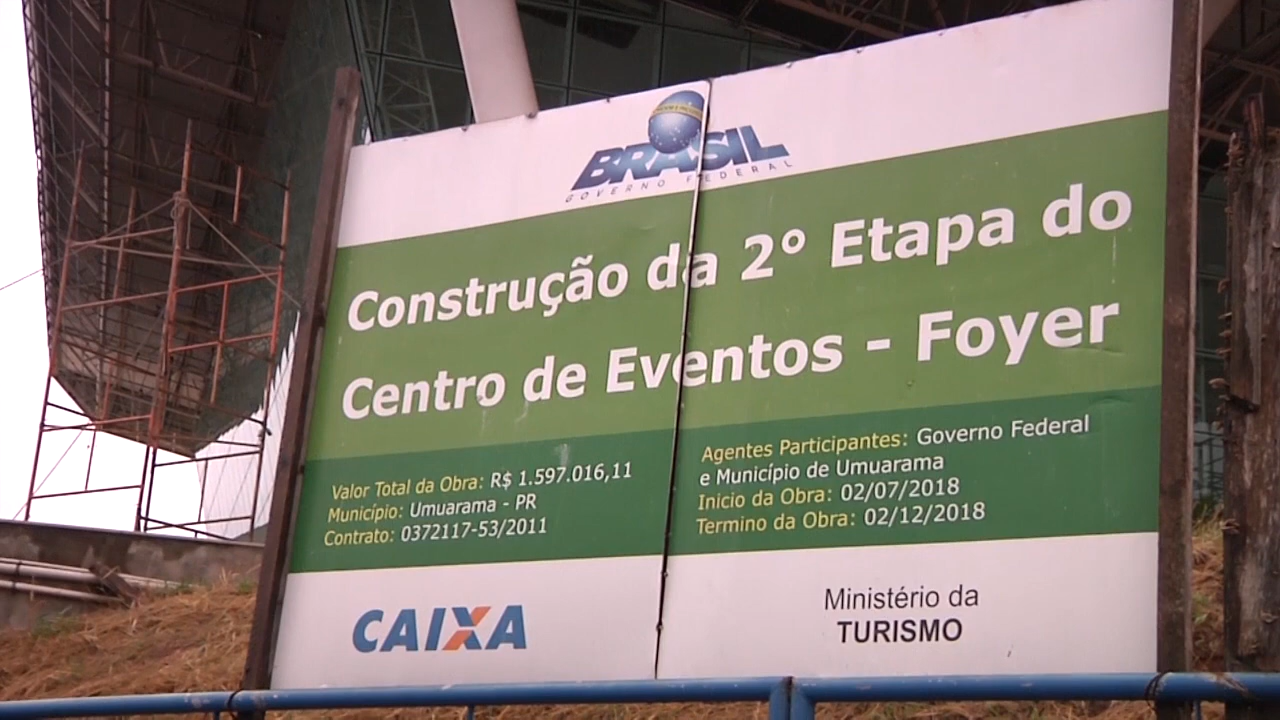 BRASIL
GOVERNO FEDERAL
Construção da 2° Etapa do
Centro de Eventos - Foyer
Valor Total da Obra: R$ 1.597.016,11
Município: Umuarama - PR
Contrato: 0372117-53/2011
Agentes Participantes: Governo Federal
e Município de Umuarama
Inicio da Obra: 02/07/2018
Termino da Obra: 02/12/2018
CAIXA
Ministério da
TURISMO